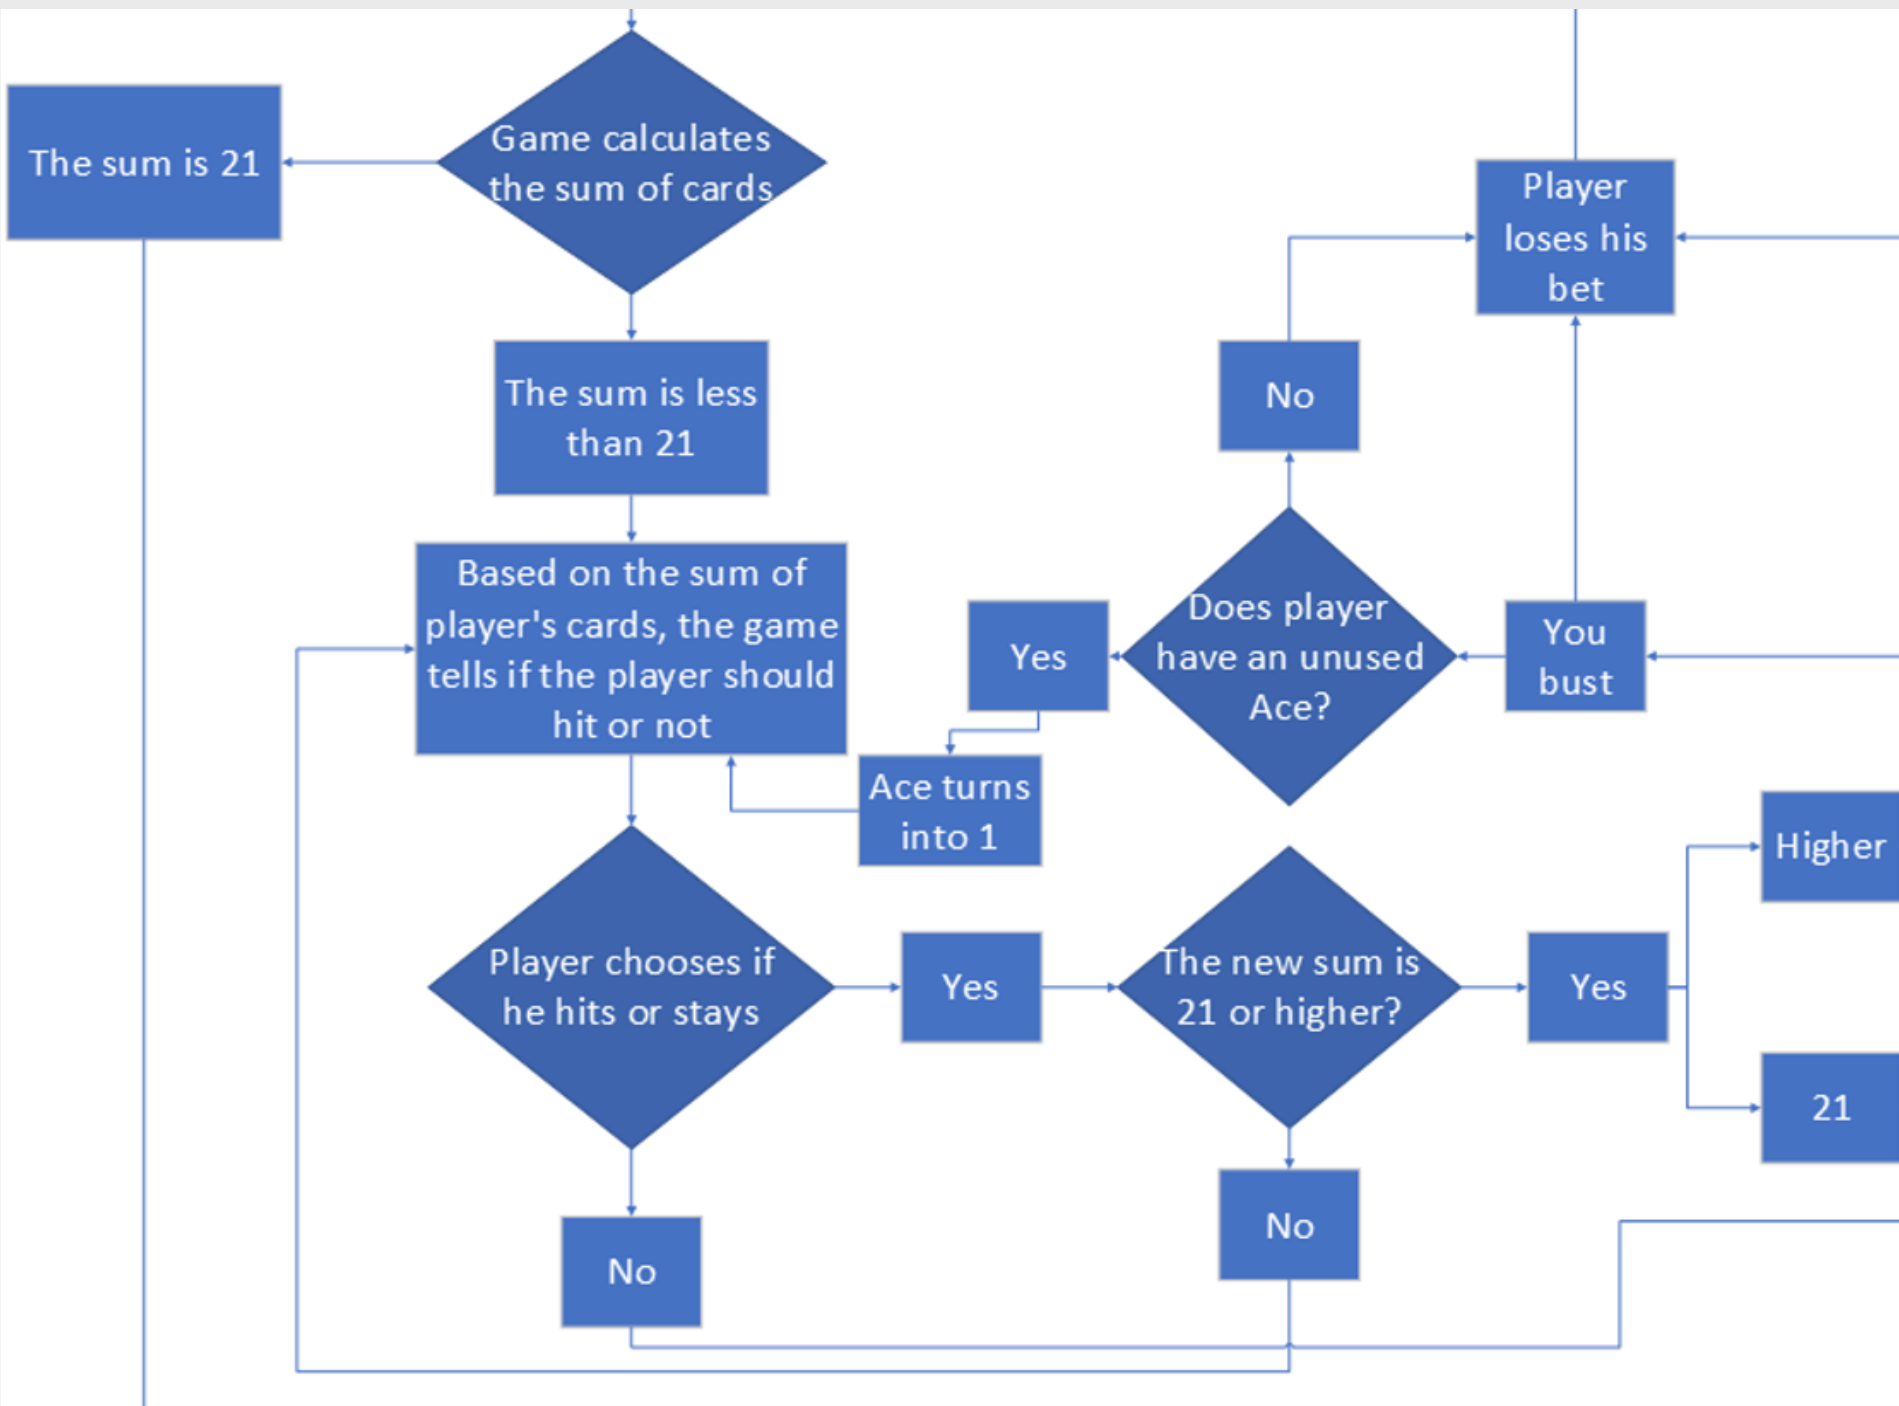 The sum is 21
Game calculates
the sum of cards
The sum is less
than 21
Based on the sum of
player's cards, the game
tells if the player should
hit or not
Player chooses if
he hits or stays
No
Yes
The new sum is
21 or higher?
No
Yes
Higher
21
You
bust
Does player
have an unused
Ace?
Yes
Ace turns
into 1
No
Player
loses his
bet